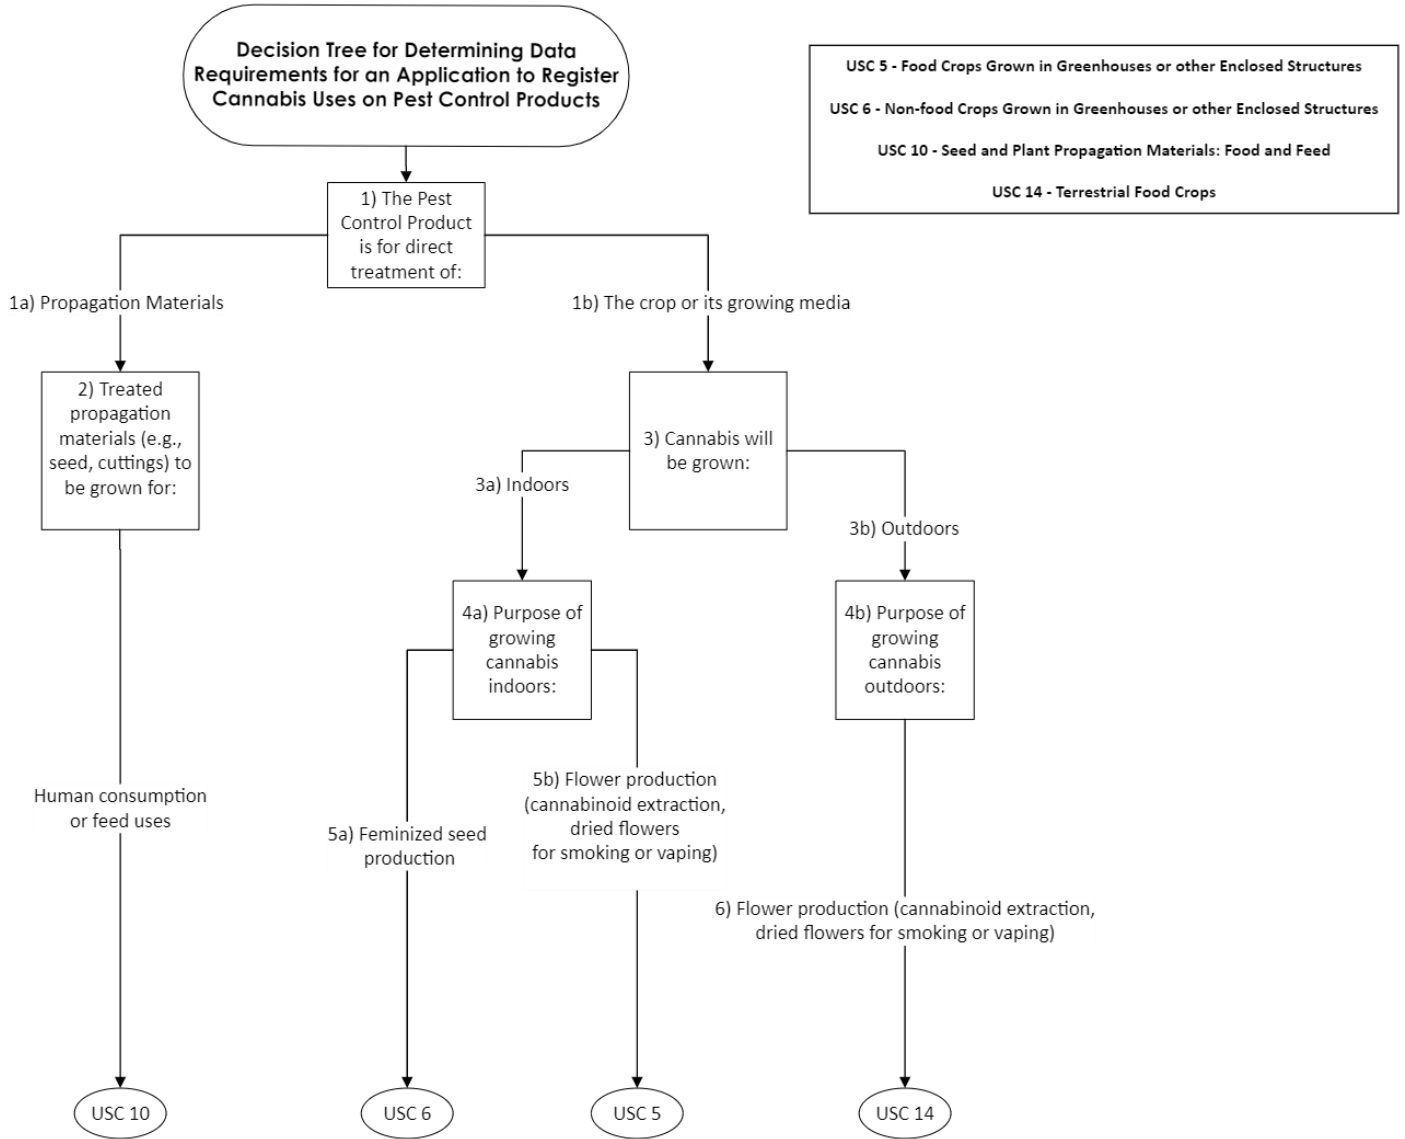 Decision Tree for Determining Data
Requirements for an Application to Register
Cannabis Uses on Pest Control Products
USC 5 - Food Crops Grown in Greenhouses or other Enclosed Structures
USC 6 - Non-food Crops Grown in Greenhouses or other Enclosed Structures
USC 10 - Seed and Plant Propagation Materials: Food and Feed
USC 14 - Terrestrial Food Crops
1) The Pest
Control Product
is for direct
treatment of:
1a) Propagation Materials
1b) The crop or its growing media
2) Treated
propagation
materials (e.g.,
seed, cuttings) to
be grown for:
3) Cannabis will
be grown:
3a) Indoors
3b) Outdoors
4a) Purpose of
growing
cannabis
indoors:
4b) Purpose of
growing
cannabis
outdoors:
Human consumption
or feed uses
5a) Feminized seed
production
5b) Flower production
(cannabinoid extraction,
dried flowers
for smoking or vaping)
6) Flower production (cannabinoid extraction,
dried flowers for smoking or vaping)
USC 10
USC 6
USC 5
USC 14